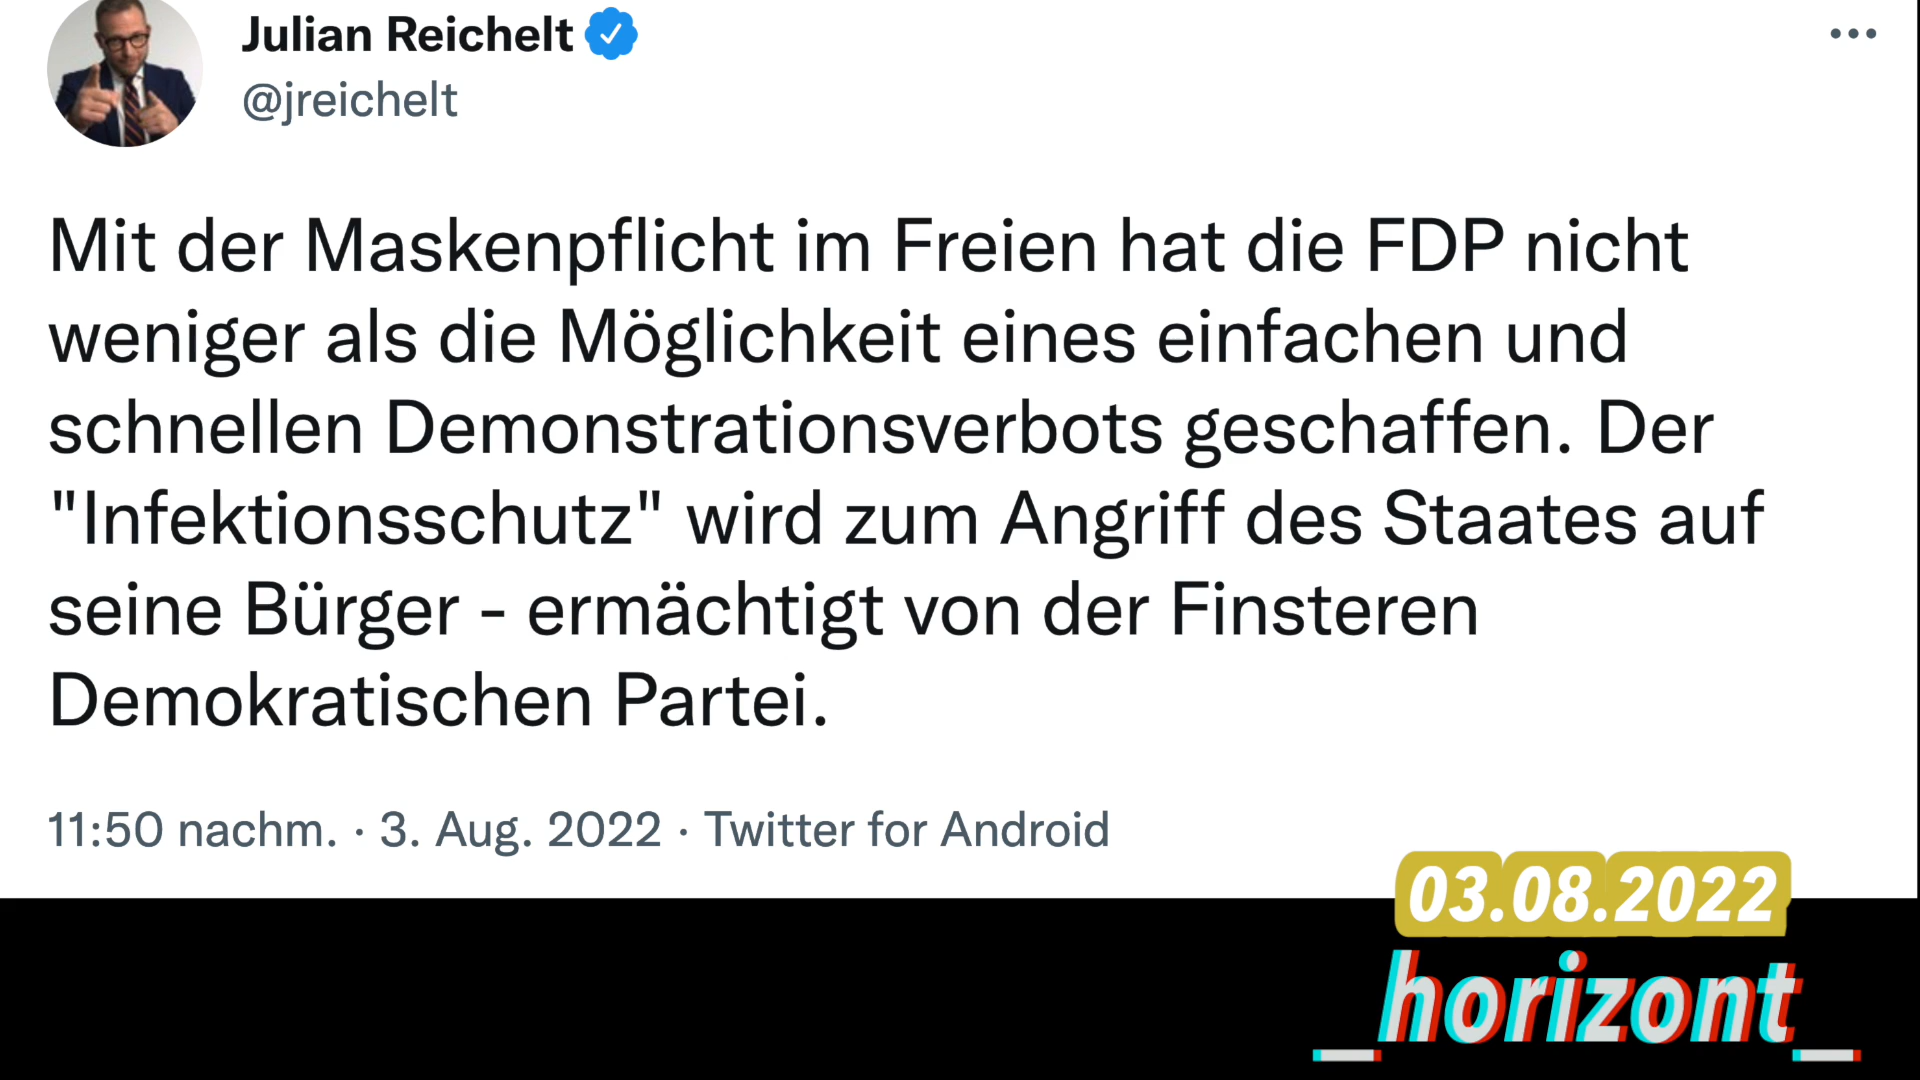 Julian Reichelt
@jreichelt
Mit der Maskenpflicht im Freien hat die FDP nicht
weniger als die Möglichkeit eines einfachen und
schnellen Demonstrationsverbots geschaffen. Der
"Infektionsschutz" wird zum Angriff des Staates auf
seine Bürger - ermächtigt von der Finsteren
Demokratischen Partei.
11:50 nachm. · 3. Aug. 2022 · Twitter for Android
03.08.2022
_horizont_